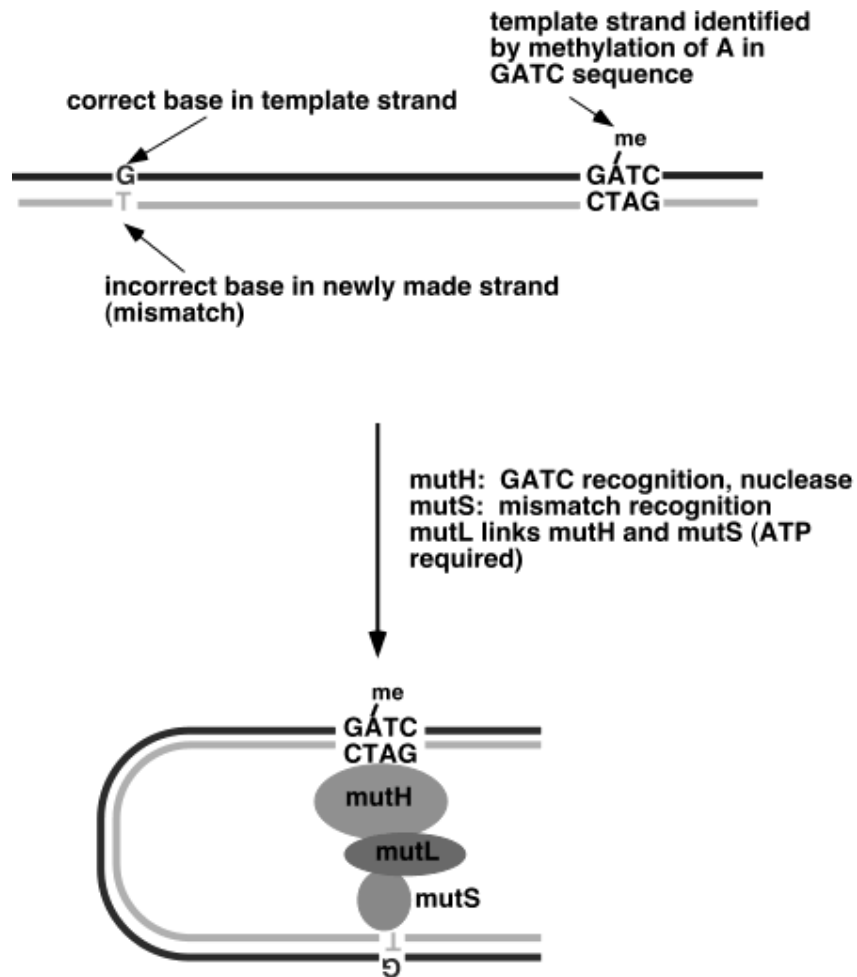 template strand identified
by methylation of A in
GATC sequence
correct base in template strand
me
G
GATC
T
CTAG
incorrect base in newly made strand
(mismatch)
mutH: GATC recognition, nuclease
mutS: mismatch recognition
mutL links mutH and mutS (ATP
required)
me
GATC
CTAG
mutH
mutL
mutS
T
G